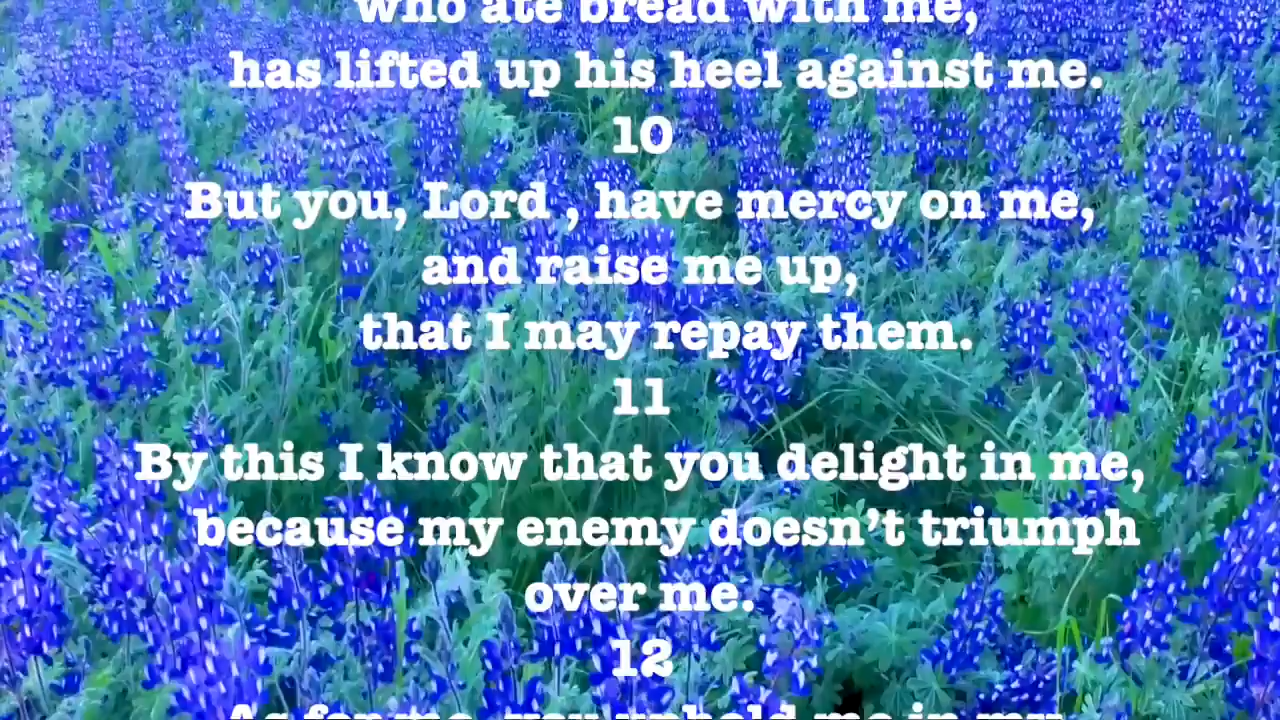 who ate bread with me,
has lifted up his heel against me.
10
But you, Lord , have mercy on me,
and raise me up,
that I may repay them.
11
By this I know that you delight in me,
because my enemy doesn’t triumph
over me.
12
As for me, you uphold me in my